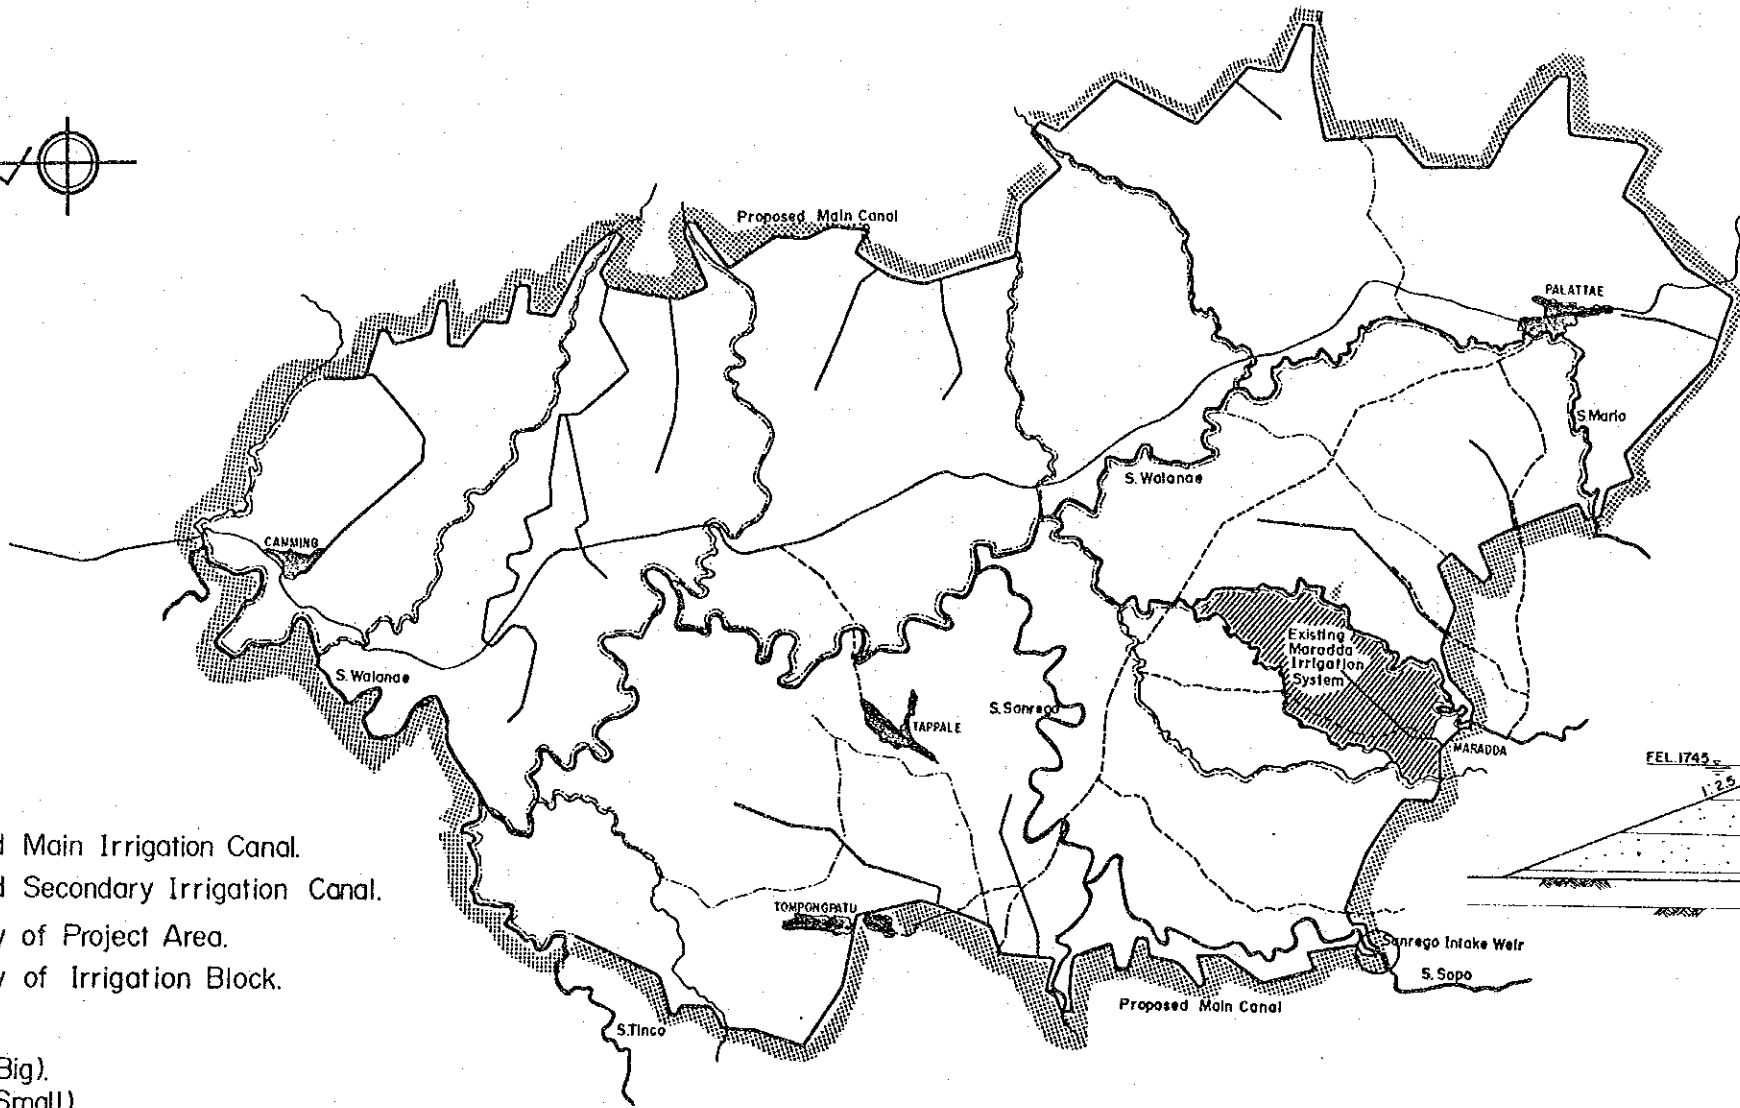 Proposed Main Canal
PALATTAE
S.Mario
S. Walanae
CAMMING
Existing
Maradda
Irrigation
System
S. Walanae
S. Sanrego
TAPPALE
MARADDA
FEL.1745
1:2.5
d Main Irrigation Canal.
d Secondary Irrigation Canal.
y of Project Area.
y of Irrigation Block.
Big).
Small)
TOMPONGPATU
Sanrego Intake Weir
S. Sopo
Proposed Main Canal
S.Tinco